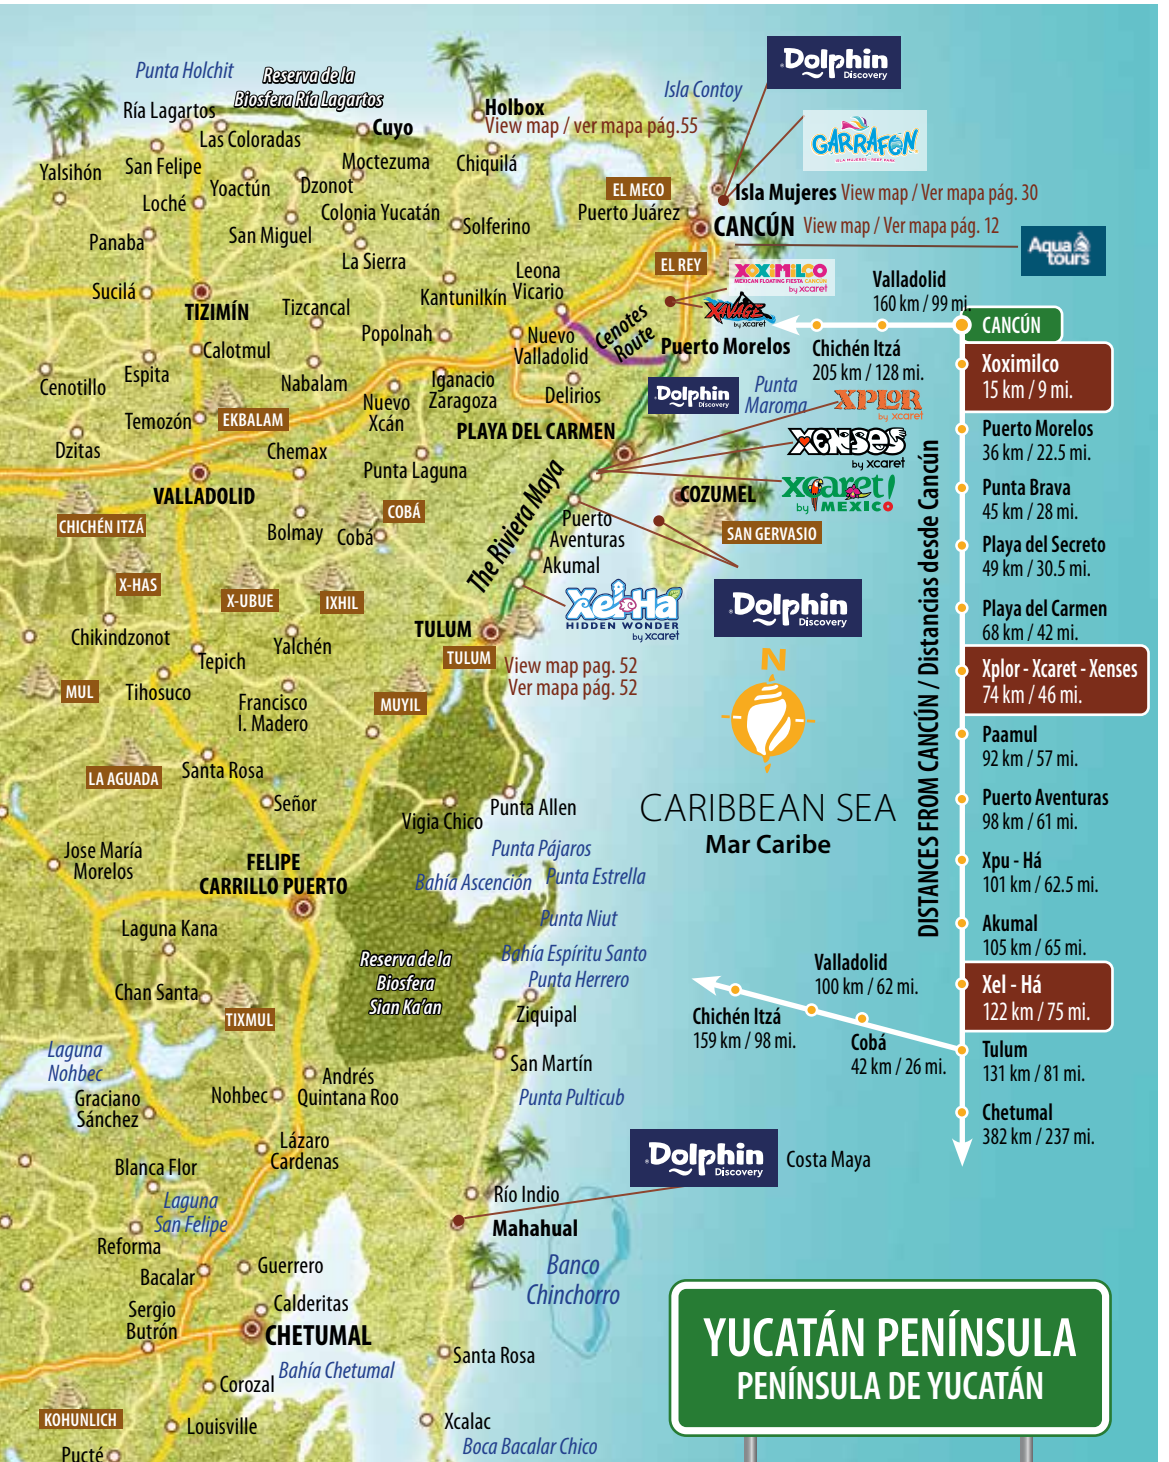 Punta Holchit
Reserva de la
Biosfera Ría Lagartos
Ría Lagartos
Las Coloradas
Cuyo
Holbox
View map / ver mapa pág.55
Isla Contoy
Dolphin
Discovery
GARRAFÓN
ISLA MUJERES • REEF PARK
Yalsihón
San Felipe
Moctezuma
Chiquilá
Yoactún
Dzonot
Loché
Colonia Yucatán
EL MECO
Isla Mujeres View map / Ver mapa pág. 30
Puerto Juárez
CANCÚN View map / Ver mapa pág. 12
Solferino
Panaba
San Miguel
La Sierra
EL REY
Aqua
tours
Leona
Vicario
XOXIMILCO
MEXICAN FLOATING FIESTA CANCÚN
by xcaret
Sucilá
TIZIMÍN
Tizcancal
Kantunilkín
XAVAGE
by xcaret
Popolnah
Nuevo
Valladolid
Cenotes
Route
Puerto Morelos
Calotmul
Cenotillo
Espita
Nabalam
Iganacio
Zaragoza
Delirios
Dolphin
Discovery
Punta
Maroma
XPLOR
by xcaret
Nuevo
Xcán
Temozón
EKBALAM
Dzitas
Chemax
PLAYA DEL CARMEN
XENSES
by xcaret
Punta Laguna
VALLADOLID
COZUMEL
xcaret!
by MEXICO
CHICHÉN ITZÁ
COBÁ
Bolmay
Cobá
The Riviera Maya
Puerto
Aventuras
SAN GERVASIO
Akumal
X-HAS
X-UBUE
IXHIL
Xel-Há
HIDDEN WONDER
by xcaret
Dolphin
Discovery
Chikindzonot
Yalchén
TULUM
Tepich
TULUM
View map pag. 52
Ver mapa pág. 52
N
MUL
Tihosuco
Francisco
I. Madero
MUYIL
LA AGUADA
Santa Rosa
Señor
Vigia Chico
Punta Allen
CARIBBEAN SEA
Mar Caribe
Jose María
Morelos
FELIPE
CARRILLO PUERTO
Punta Pájaros
Bahía Ascención
Punta Estrella
Punta Niut
Laguna Kana
Reserva de la
Biosfera
Sian Ka'an
Bahía Espíritu Santo
Punta Herrero
Chan Santa
TIXMUL
Ziquipal
Laguna
Nohbec
San Martín
Graciano
Sánchez
Nohbec
Andrés
Quintana Roo
Punta Pulticub
Lázaro
Cardenas
Dolphin
Discovery
Costa Maya
Blanca Flor
Laguna
San Felipe
Río Indio
Mahahual
Reforma
Bacalar
Guerrero
Banco
Chinchorro
Sergio
Butrón
Calderitas
CHETUMAL
Santa Rosa
Bahía Chetumal
Corozal
KOHUNLICH
Louisville
Xcalac
Pucté
Boca Bacalar Chico
DISTANCES FROM CANCÚN / Distancias desde Cancún
Valladolid
160 km / 99 mi.
Chichén Itzá
205 km / 128 mi.
CANCÚN
Xoximilco
15 km / 9 mi.
Puerto Morelos
36 km / 22.5 mi.
Punta Brava
45 km / 28 mi.
Playa del Secreto
49 km / 30.5 mi.
Playa del Carmen
68 km / 42 mi.
Xplor - Xcaret - Xenses
74 km / 46 mi.
Paamul
92 km / 57 mi.
Puerto Aventuras
98 km / 61 mi.
Xpu - Há
101 km / 62.5 mi.
Akumal
105 km / 65 mi.
Xel - Há
122 km / 75 mi.
Valladolid
100 km / 62 mi.
Chichén Itzá
159 km / 98 mi.
Cobá
42 km / 26 mi.
Tulum
131 km / 81 mi.
Chetumal
382 km / 237 mi.
YUCATÁN PENÍNSULA
PENÍNSULA DE YUCATÁN